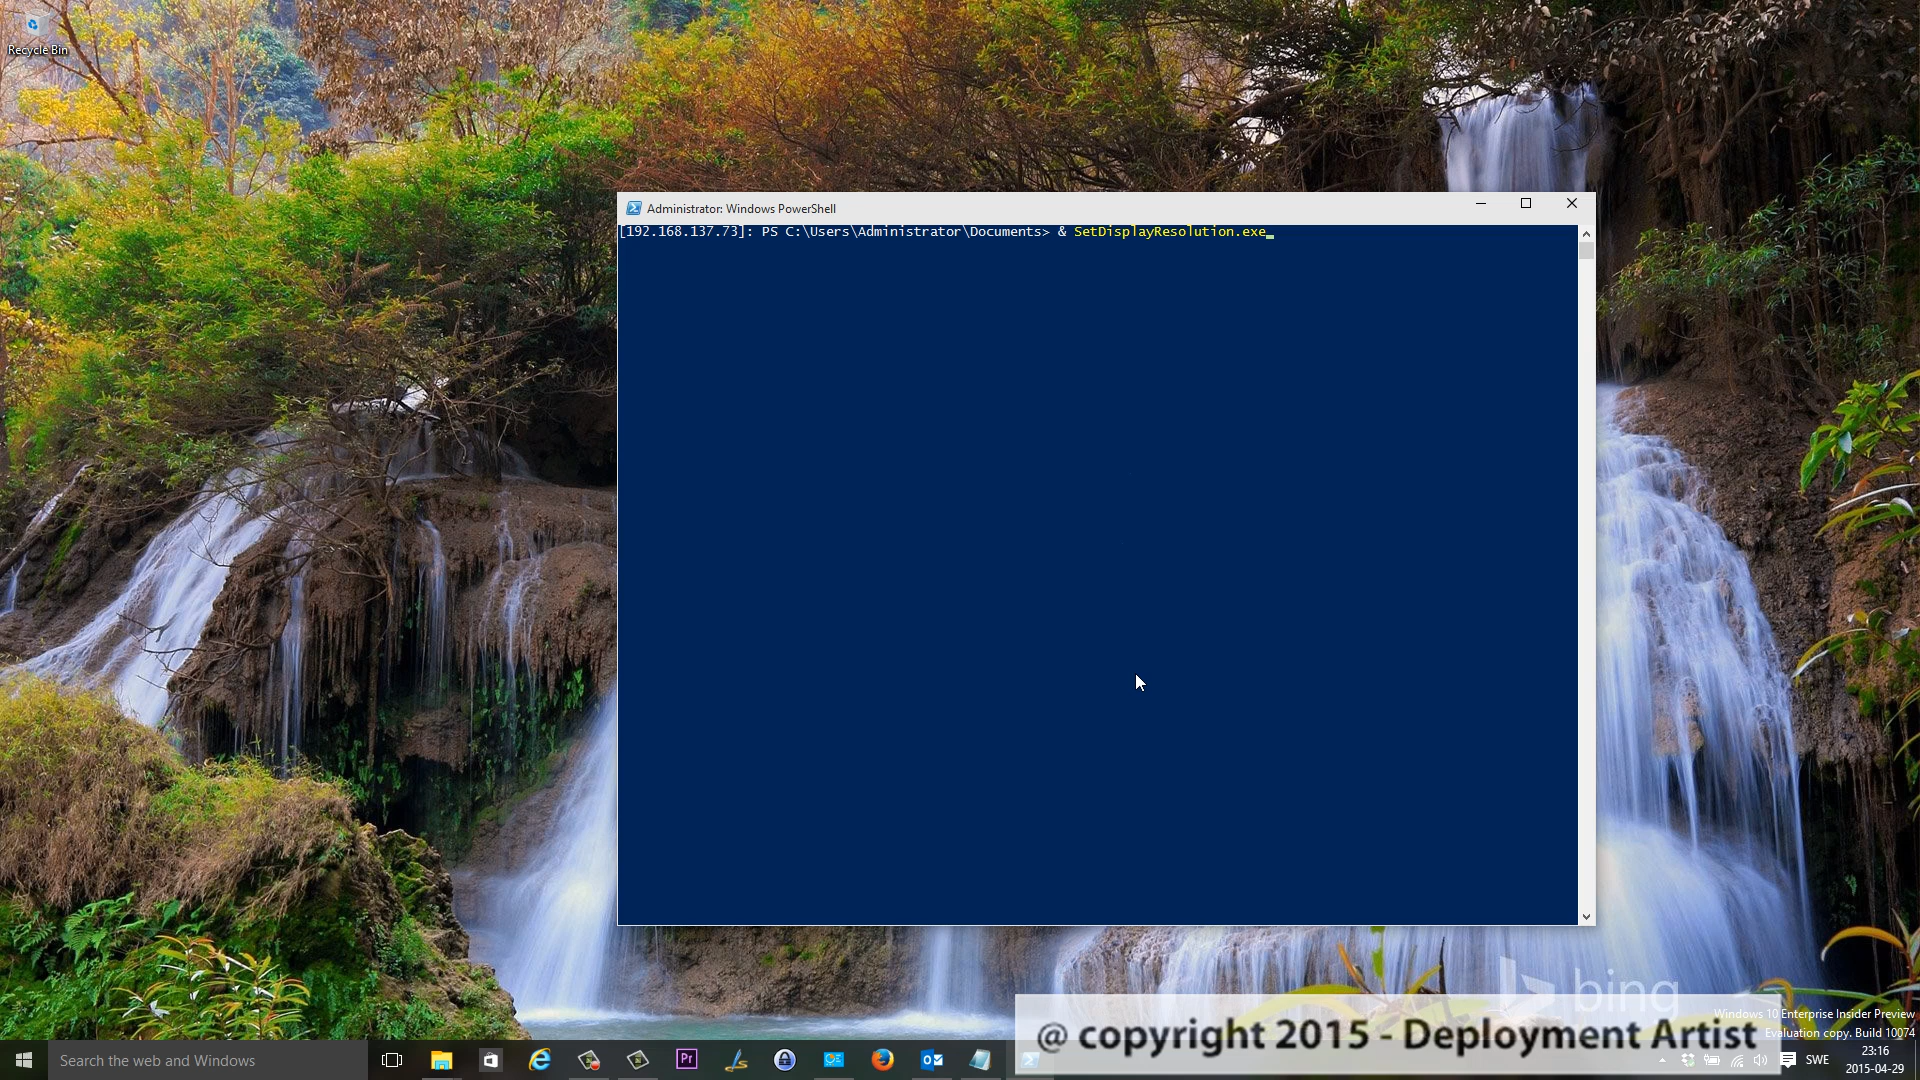 Recycle Bin
Administrator: Windows PowerShell
[192.168.137.73]: PS C:\Users\Administrator\Documents> & SetDisplayResolution.exe
bing
Windows 10 Enterprise Insider Preview
Evaluation copy. Build 10074
@ copyright 2015 - Deployment Artist
Search the web and Windows
Pr
SWE
23:16
2015-04-29